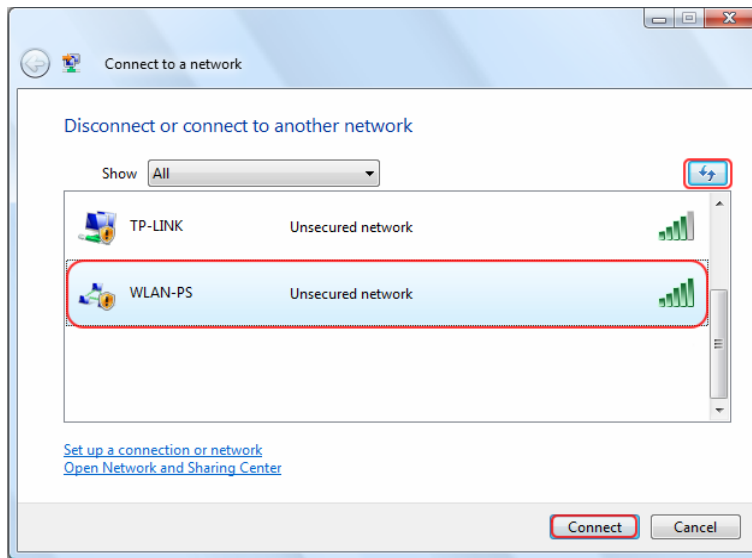 Connect to a network
Disconnect or connect to another network
Show All
TP-LINK Unsecured network
WLAN-PS Unsecured network
Set up a connection or network
Open Network and Sharing Center
Connect Cancel